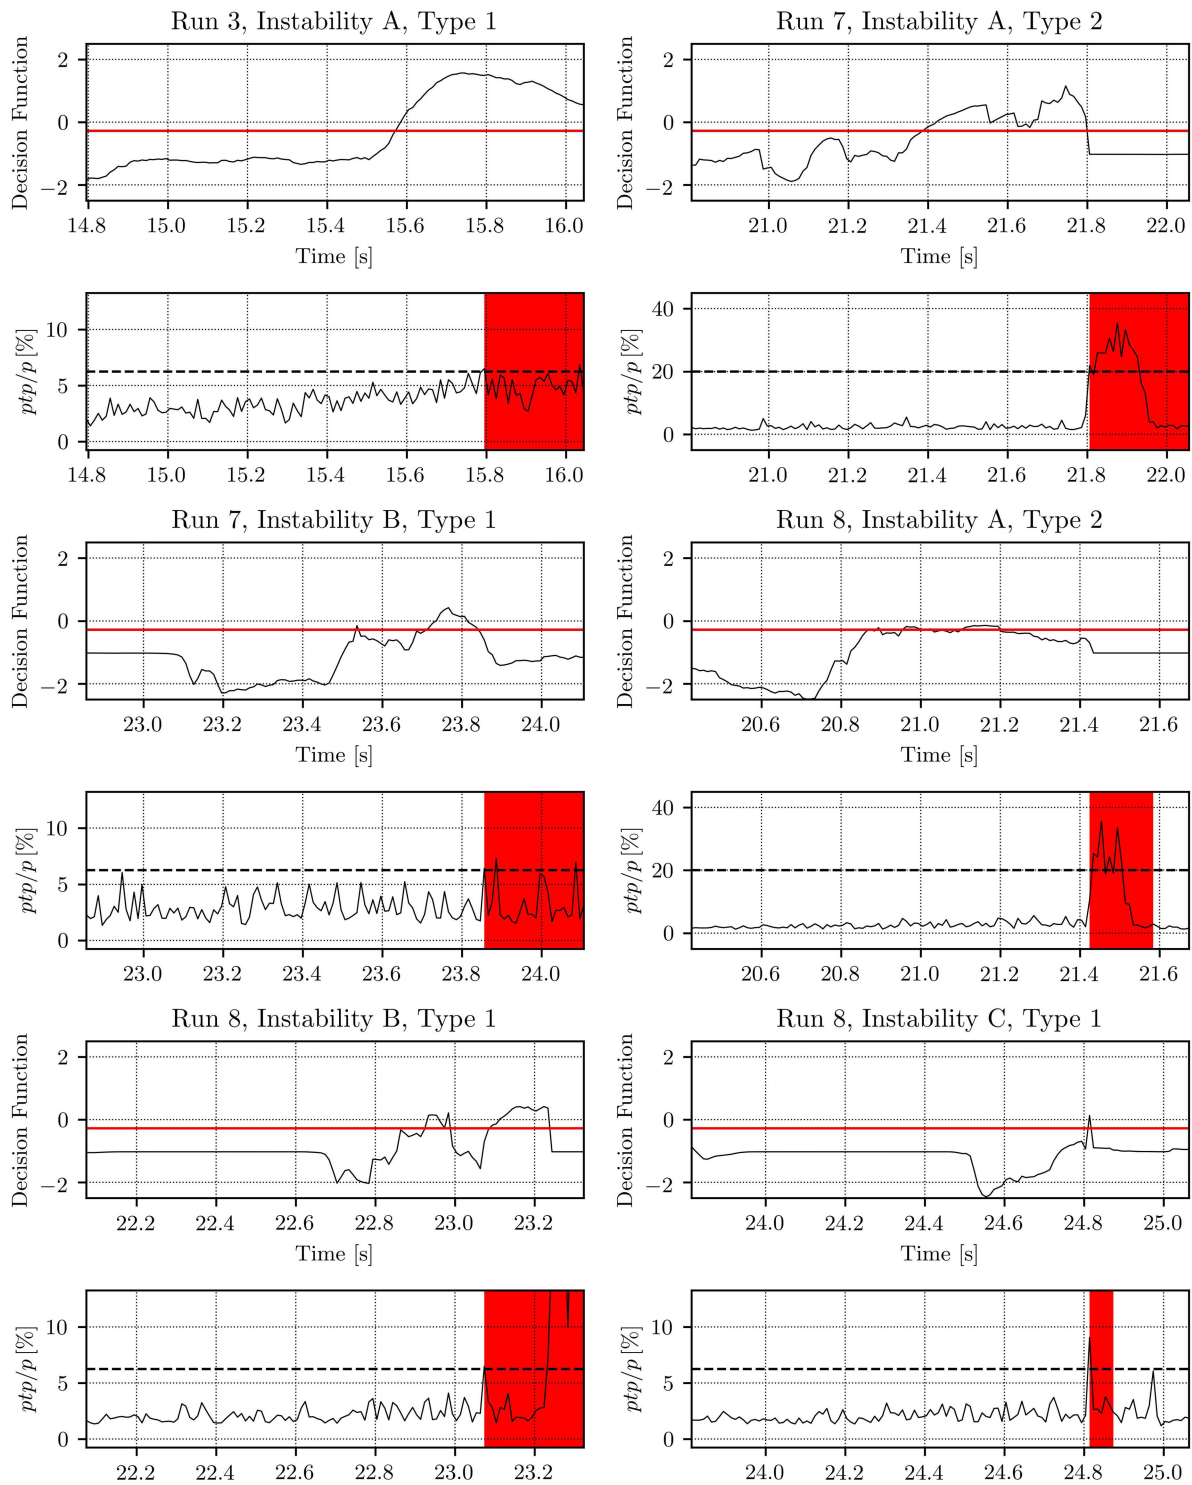 Run 3, Instability A, Type 1
Decision Function
2
0
−2
14.8 15.0 15.2 15.4 15.6 15.8 16.0
Time [s]
ptp/p [%]
10
5
0
14.8 15.0 15.2 15.4 15.6 15.8 16.0
Run 7, Instability A, Type 2
Decision Function
2
0
−2
21.0 21.2 21.4 21.6 21.8 22.0
Time [s]
ptp/p [%]
40
20
0
21.0 21.2 21.4 21.6 21.8 22.0
Run 7, Instability B, Type 1
Decision Function
2
0
−2
23.0 23.2 23.4 23.6 23.8 24.0
Time [s]
ptp/p [%]
10
5
0
23.0 23.2 23.4 23.6 23.8 24.0
Run 8, Instability A, Type 2
Decision Function
2
0
−2
20.6 20.8 21.0 21.2 21.4 21.6
Time [s]
ptp/p [%]
40
20
0
20.6 20.8 21.0 21.2 21.4 21.6
Run 8, Instability B, Type 1
Decision Function
2
0
−2
22.2 22.4 22.6 22.8 23.0 23.2
Time [s]
ptp/p [%]
10
5
0
22.2 22.4 22.6 22.8 23.0 23.2
Run 8, Instability C, Type 1
Decision Function
2
0
−2
24.0 24.2 24.4 24.6 24.8 25.0
Time [s]
ptp/p [%]
10
5
0
24.0 24.2 24.4 24.6 24.8 25.0